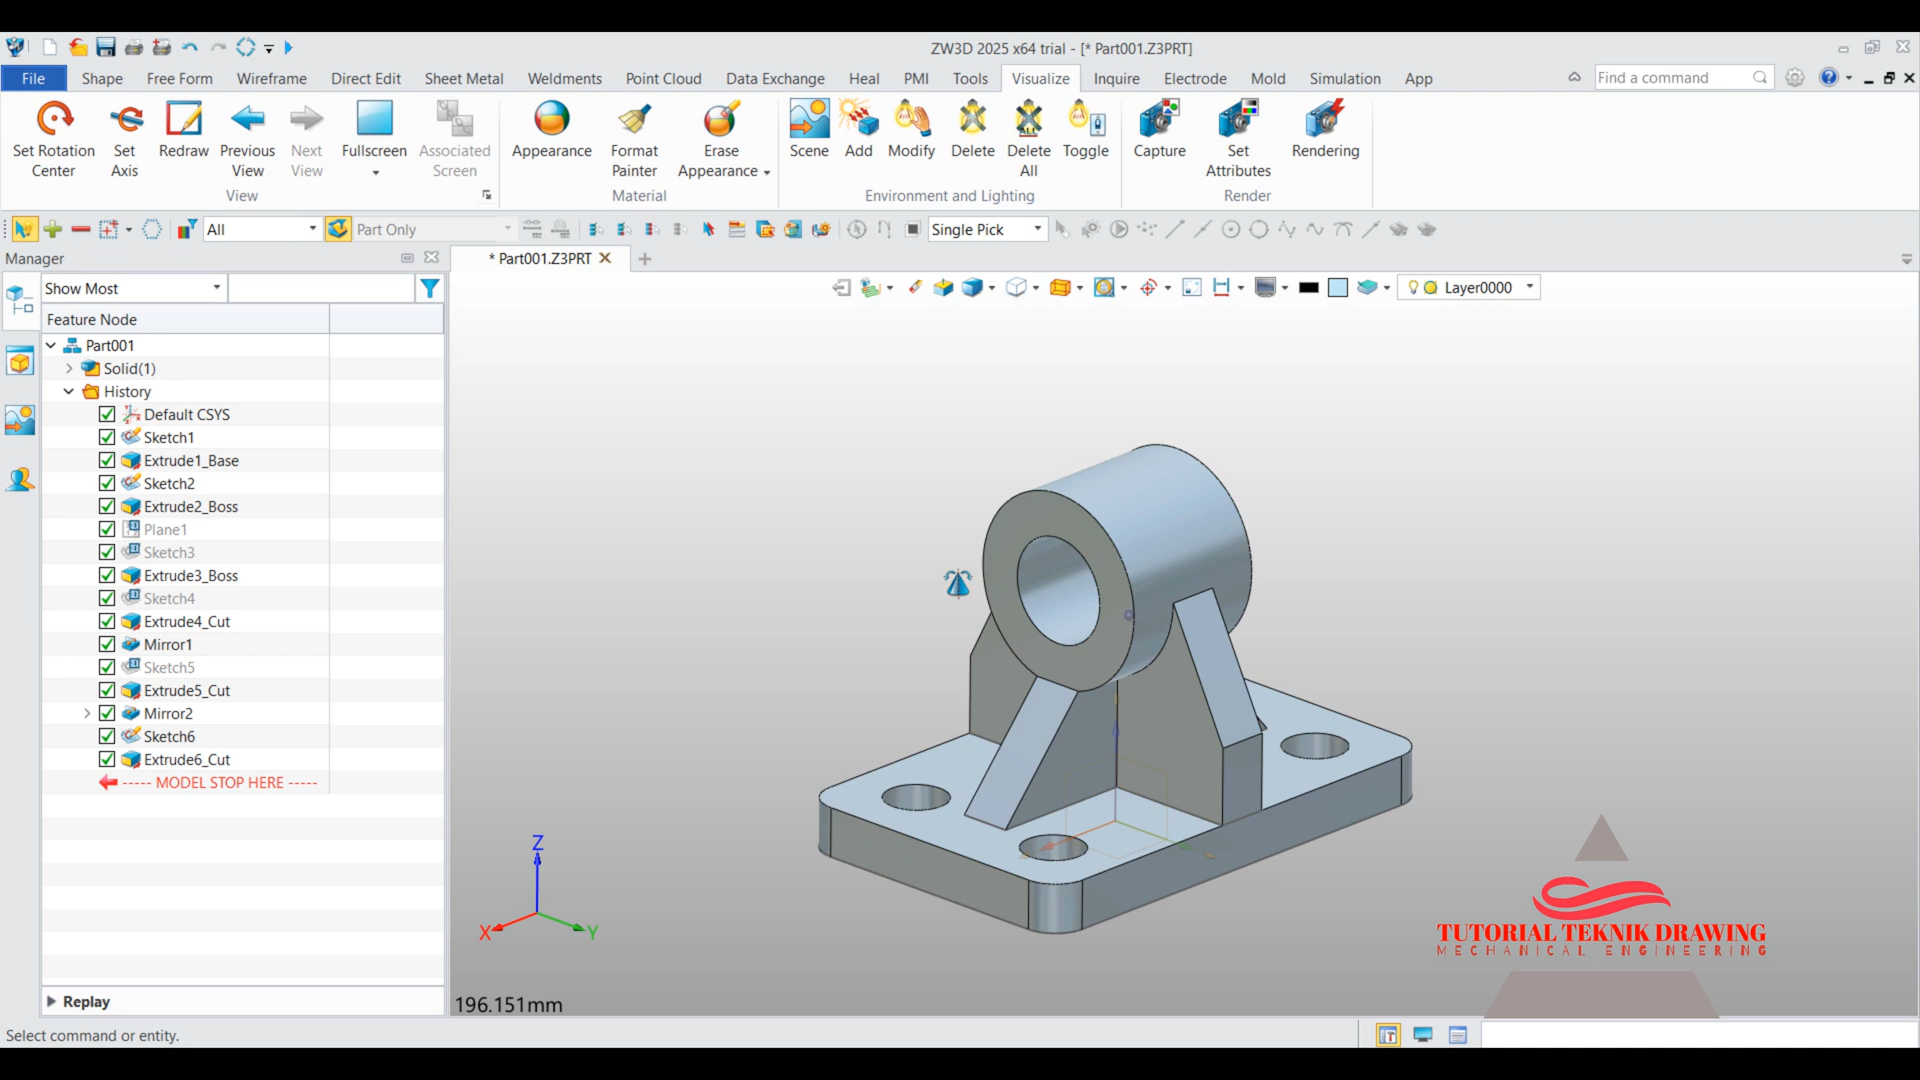 ZW3D 2025 x64 trial - [* Part001.Z3PRT]
File Shape Free Form Wireframe Direct Edit Sheet Metal Weldments Point Cloud Data Exchange Heal PMI Tools Visualize Inquire Electrode Mold Simulation App Find a command
Set Rotation Center Set Axis Redraw Previous View Next View Fullscreen Associated Screen Appearance Format Painter Erase Appearance Scene Add Modify Delete Delete All Toggle Capture Set Attributes Rendering
View Material Environment and Lighting Render
All Part Only Single Pick
Manager * Part001.Z3PRT
Show Most Layer0000
Feature Node
Part001
Solid(1)
History
Default CSYS
Sketch1
Extrude1_Base
Sketch2
Extrude2_Boss
Plane1
Sketch3
Extrude3_Boss
Sketch4
Extrude4_Cut
Mirror1
Sketch5
Extrude5_Cut
Mirror2
Sketch6
Extrude6_Cut
----- MODEL STOP HERE -----
Z
X Y
TUTORIAL TEKNIK DRAWING
MECHANICAL ENGINEERING
Replay
196.151mm
Select command or entity.